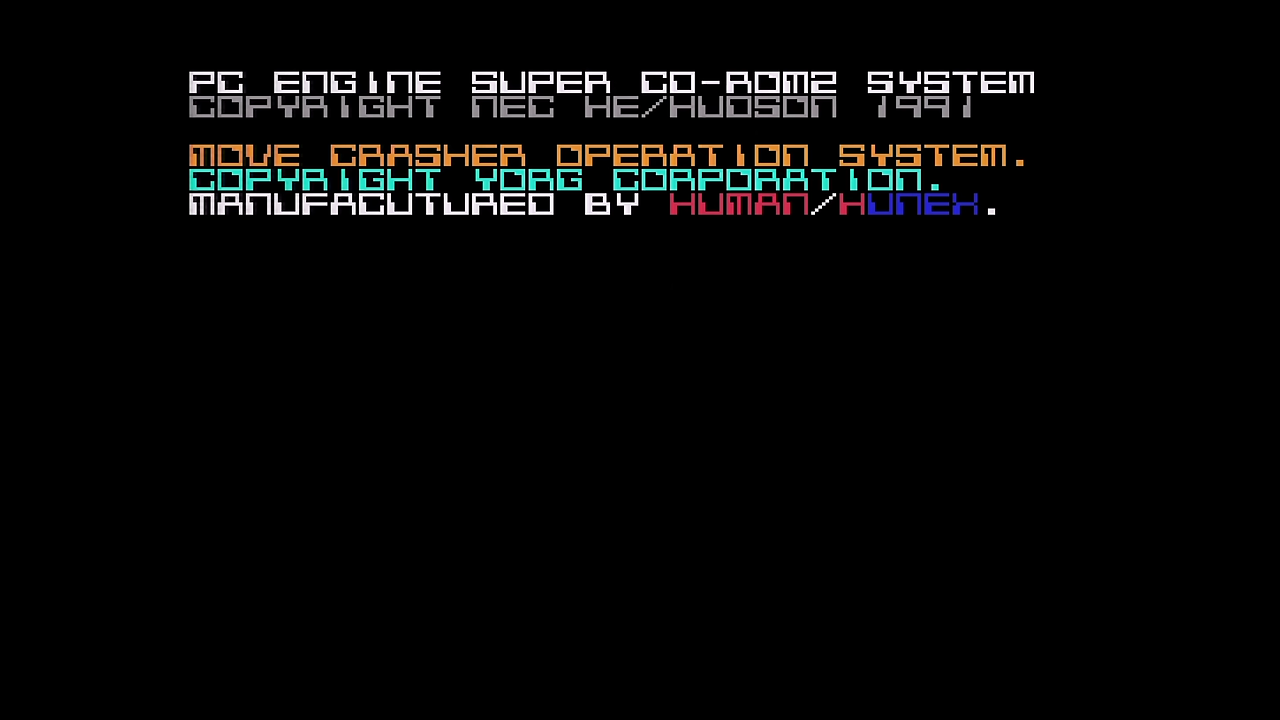 PC ENGINE SUPER CD-ROM2 SYSTEM
COPYRIGHT NEC HE/HUDSON 1991
MOVE CRASHER OPERATION SYSTEM.
COPYRIGHT YORG CORPORATION.
MANUFACUTURED BY HUMAN/HUNEX.